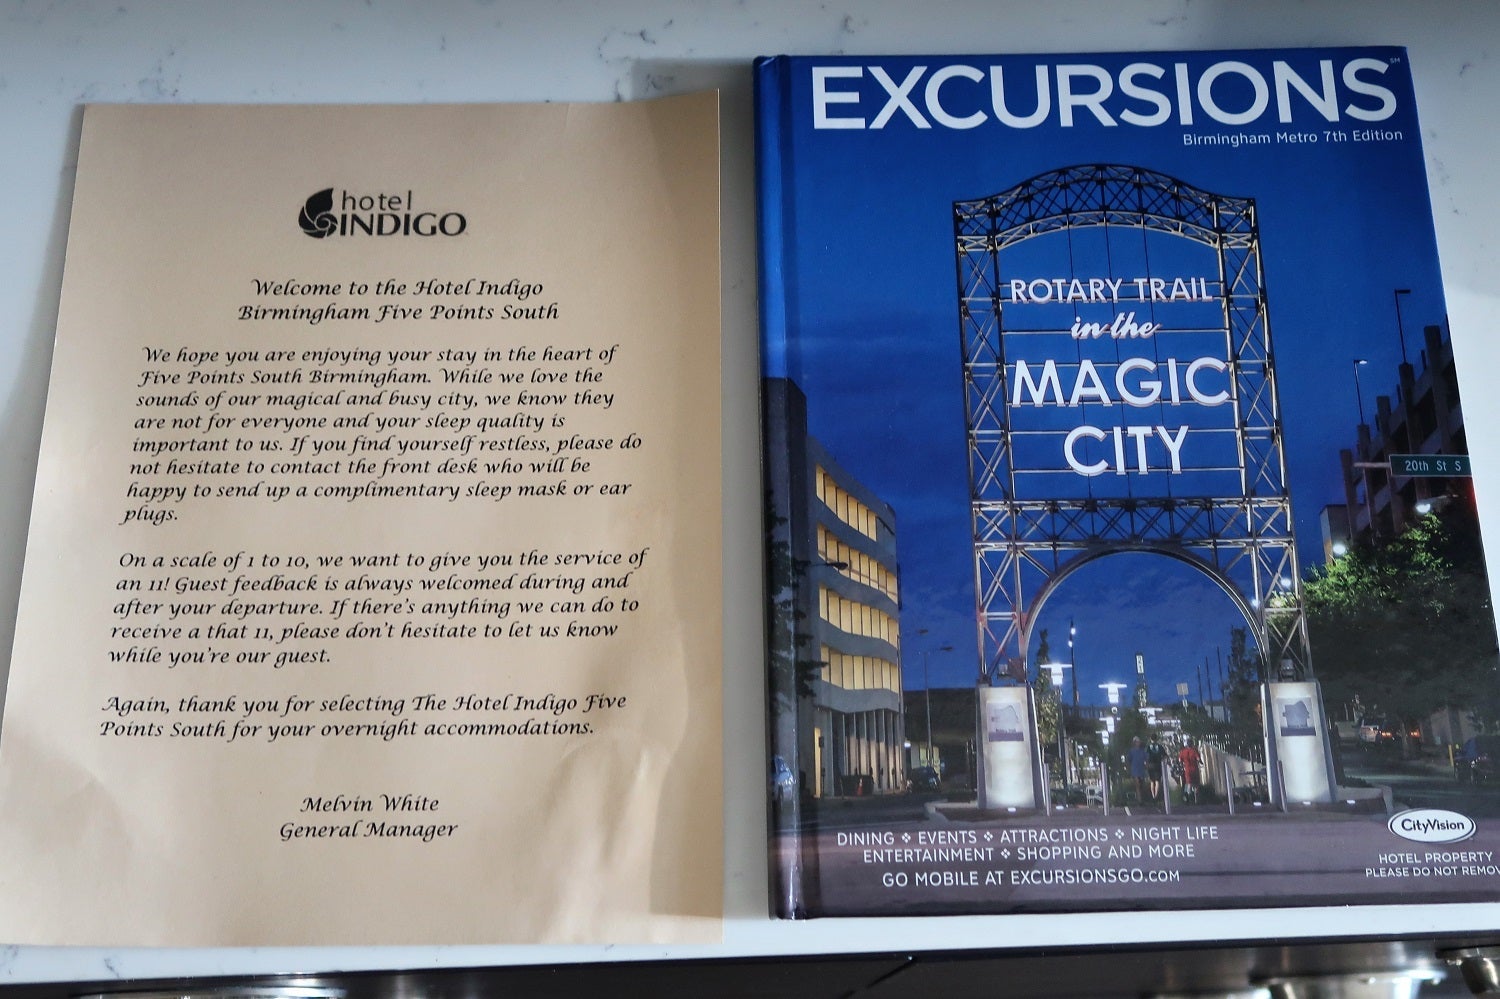 hotel
INDIGO
Welcome to the Hotel Indigo
Birmingham Five Points South
We hope you are enjoying your stay in the heart of
Five Points South Birmingham. While we love the
sounds of our magical and busy city, we know they
are not for everyone and your sleep quality is
important to us. If you find yourself restless, please do
not hesitate to contact the front desk who will be
happy to send up a complimentary sleep mask or ear
plugs.
On a scale of 1 to 10, we want to give you the service of
an 11! Guest feedback is always welcomed during and
after your departure. If there's anything we can do to
receive a that 11, please don't hesitate to let us know
while you're our guest.
Again, thank you for selecting The Hotel Indigo Five
Points South for your overnight accommodations.
Melvin White
General Manager
EXCURSIONS SM
Birmingham Metro 7th Edition
ROTARY TRAIL
in the
MAGIC
CITY
20th St S
DINING ❖ EVENTS ❖ ATTRACTIONS ❖ NIGHT LIFE
ENTERTAINMENT ❖ SHOPPING AND MORE
GO MOBILE AT EXCURSIONSGO.COM
CityVision
HOTEL PROPERTY
PLEASE DO NOT REMOV